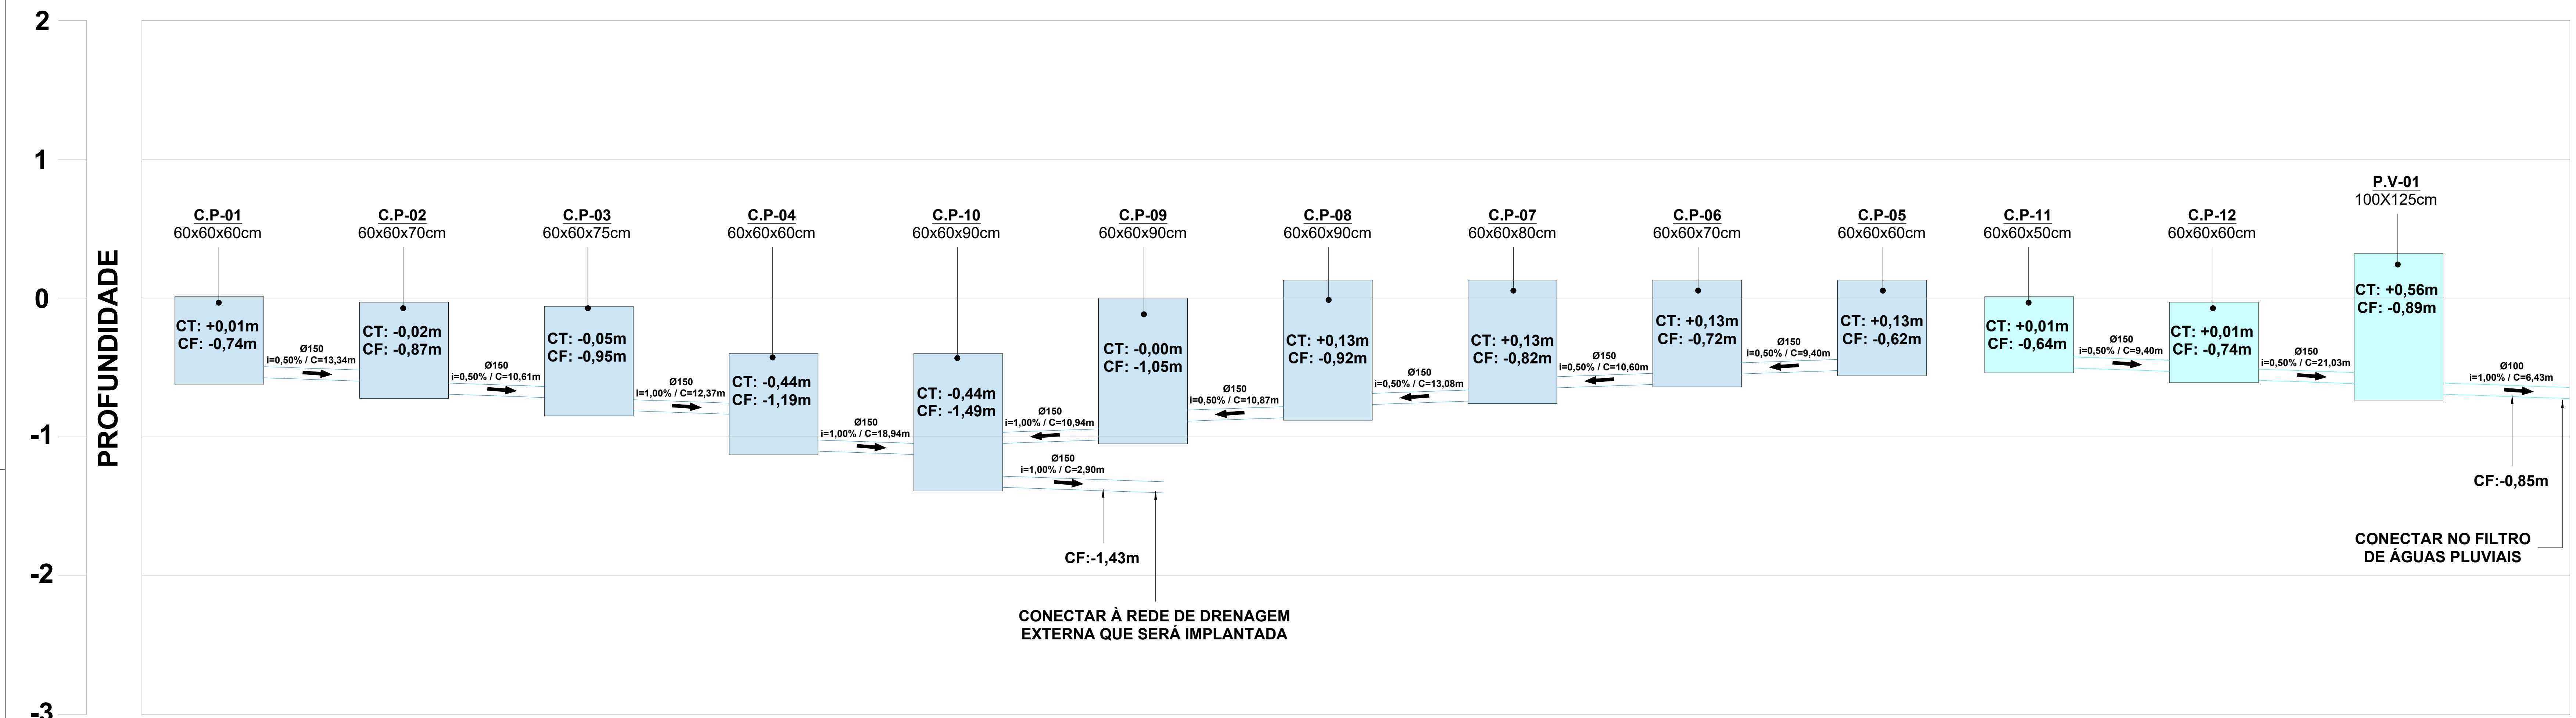 2
1
0
-1
-2
-3
PROFUNDIDADE
C.P-01
60x60x60cm
CT: +0,01m
CF: -0,74m
Ø150
i=0,50% / C=13,34m
C.P-02
60x60x70cm
CT: -0,02m
CF: -0,87m
Ø150
i=0,50% / C=10,61m
C.P-03
60x60x75cm
CT: -0,05m
CF: -0,95m
Ø150
i=1,00% / C=12,37m
C.P-04
60x60x60cm
CT: -0,44m
CF: -1,19m
Ø150
i=1,00% / C=18,94m
C.P-10
60x60x90cm
CT: -0,44m
CF: -1,49m
Ø150
i=1,00% / C=10,94m
Ø150
i=1,00% / C=2,90m
CF:-1,43m
CONECTAR À REDE DE DRENAGEM
EXTERNA QUE SERÁ IMPLANTADA
C.P-09
60x60x90cm
CT: -0,00m
CF: -1,05m
Ø150
i=0,50% / C=10,87m
C.P-08
60x60x90cm
CT: +0,13m
CF: -0,92m
Ø150
i=0,50% / C=13,08m
C.P-07
60x60x80cm
CT: +0,13m
CF: -0,82m
Ø150
i=0,50% / C=10,60m
C.P-06
60x60x70cm
CT: +0,13m
CF: -0,72m
Ø150
i=0,50% / C=9,40m
C.P-05
60x60x60cm
CT: +0,13m
CF: -0,62m
C.P-11
60x60x50cm
CT: +0,01m
CF: -0,64m
Ø150
i=0,50% / C=9,40m
C.P-12
60x60x60cm
CT: +0,01m
CF: -0,74m
Ø150
i=0,50% / C=21,03m
P.V-01
100X125cm
CT: +0,56m
CF: -0,89m
Ø100
i=1,00% / C=6,43m
CF:-0,85m
CONECTAR NO FILTRO
DE ÁGUAS PLUVIAIS